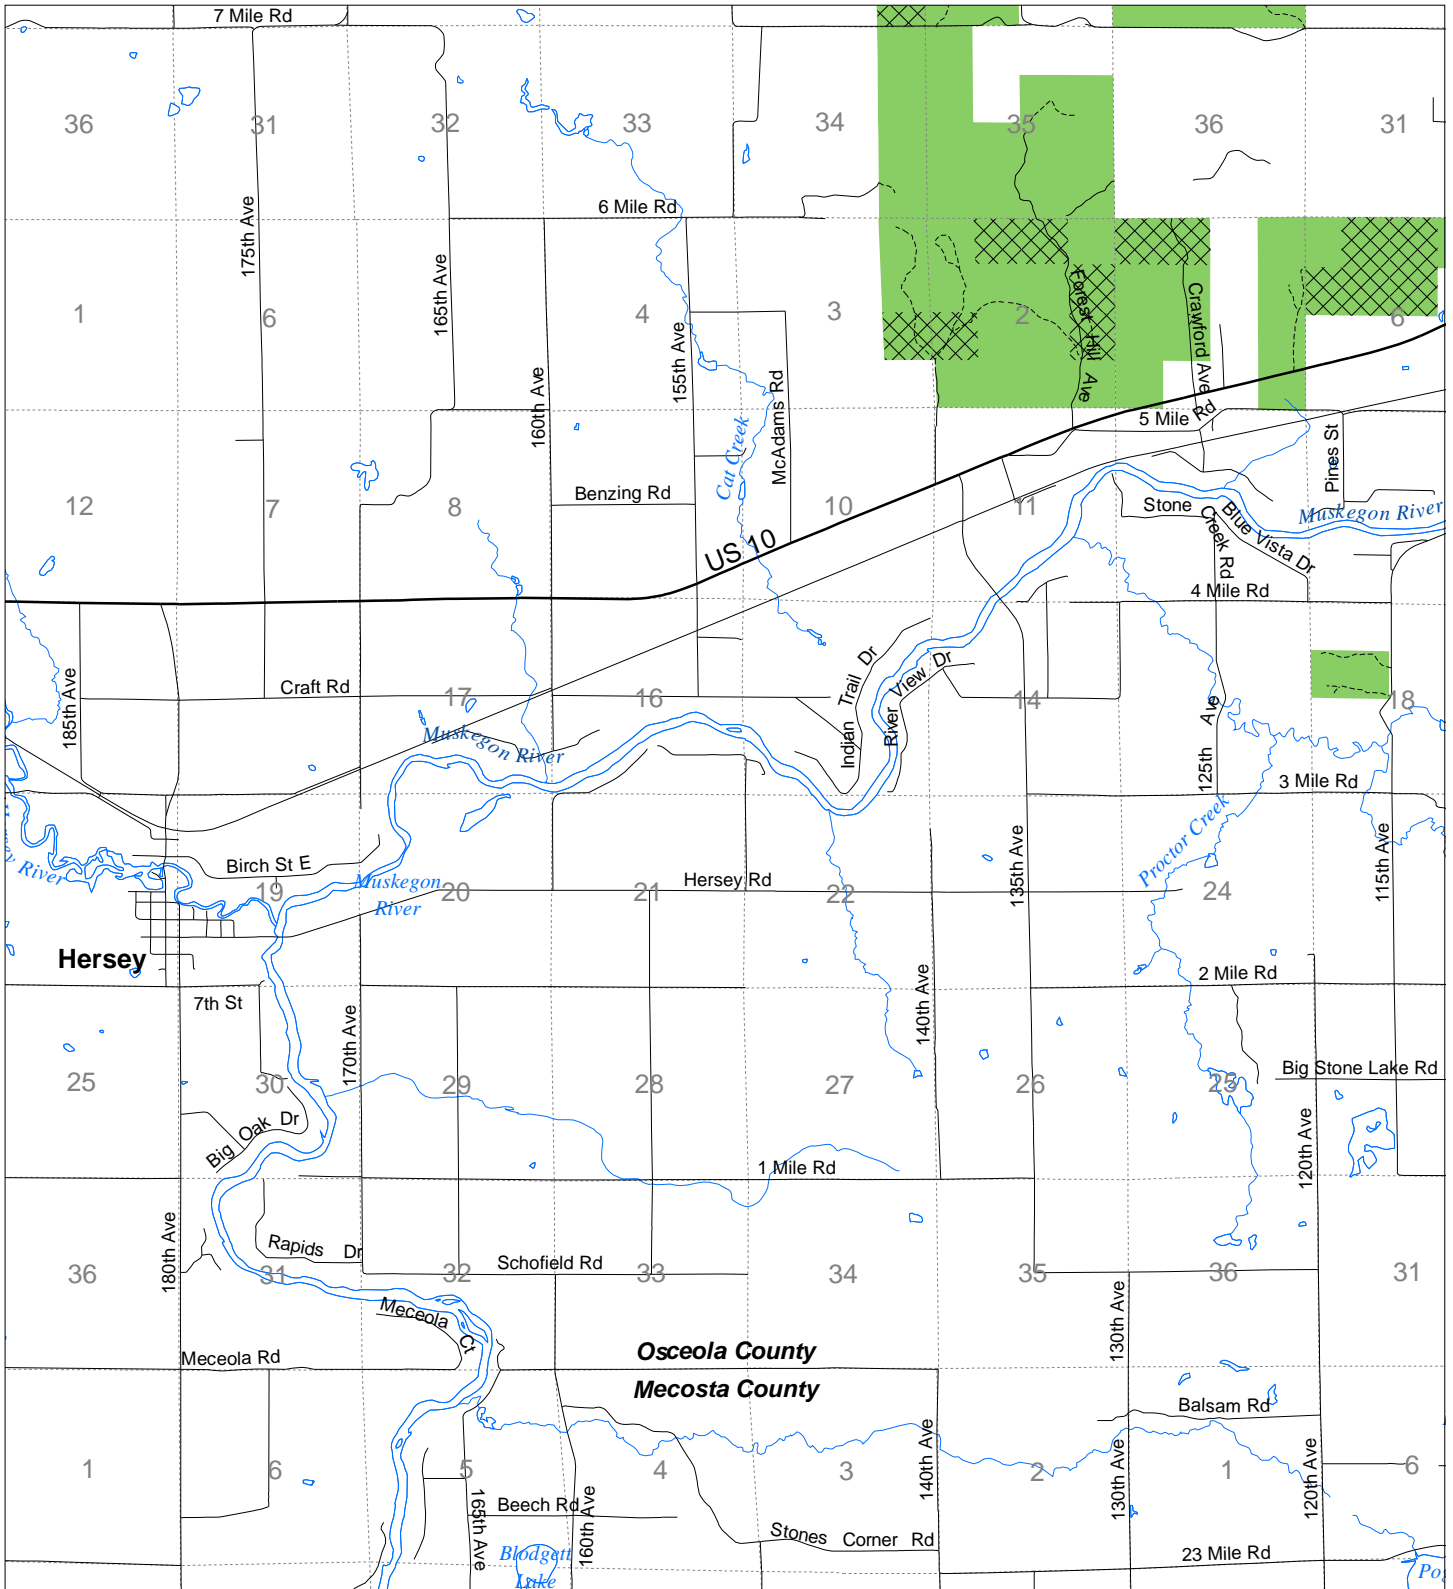 7 Mile Rd
36
31
32
33
34
35
36
31
175th Ave
6 Mile Rd
165th Ave
1
6
4
3
2
6
Forest Hill Ave
Crawford Ave
155th Ave
160th Ave
McAdams Rd
5 Mile Rd
Cat Creek
Pines St
12
7
8
Benzing Rd
10
11
Stone Creek Rd
Blue Vista Dr
Muskegon River
US 10
4 Mile Rd
185th Ave
Craft Rd
17
16
Indian Trail Dr
River View Dr
14
125th Ave
18
Muskegon River
3 Mile Rd
Proctor Creek
River
Birch St E
19
Muskegon
River
20
21
Hersey Rd
22
135th Ave
24
115th Ave
Hersey
7th St
170th Ave
140th Ave
2 Mile Rd
25
30
29
28
27
26
25
Big Stone Lake Rd
Big Oak Dr
1 Mile Rd
120th Ave
180th Ave
36
Rapids Dr
31
32
Schofield Rd
33
34
35
36
31
Meceola Ct
130th Ave
Meceola Rd
Osceola County
Mecosta County
Balsam Rd
1
6
5
4
3
140th Ave
2
130th Ave
1
120th Ave
6
165th Ave
Beech Rd
160th Ave
Stones Corner Rd
Blodgett
Lake
23 Mile Rd